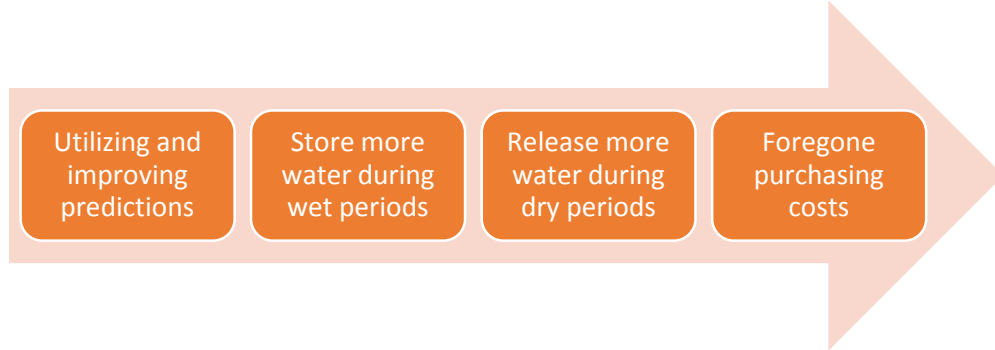 Utilizing and
improving
predictions
Store more
water during
wet periods
Release more
water during
dry periods
Foregone
purchasing
costs